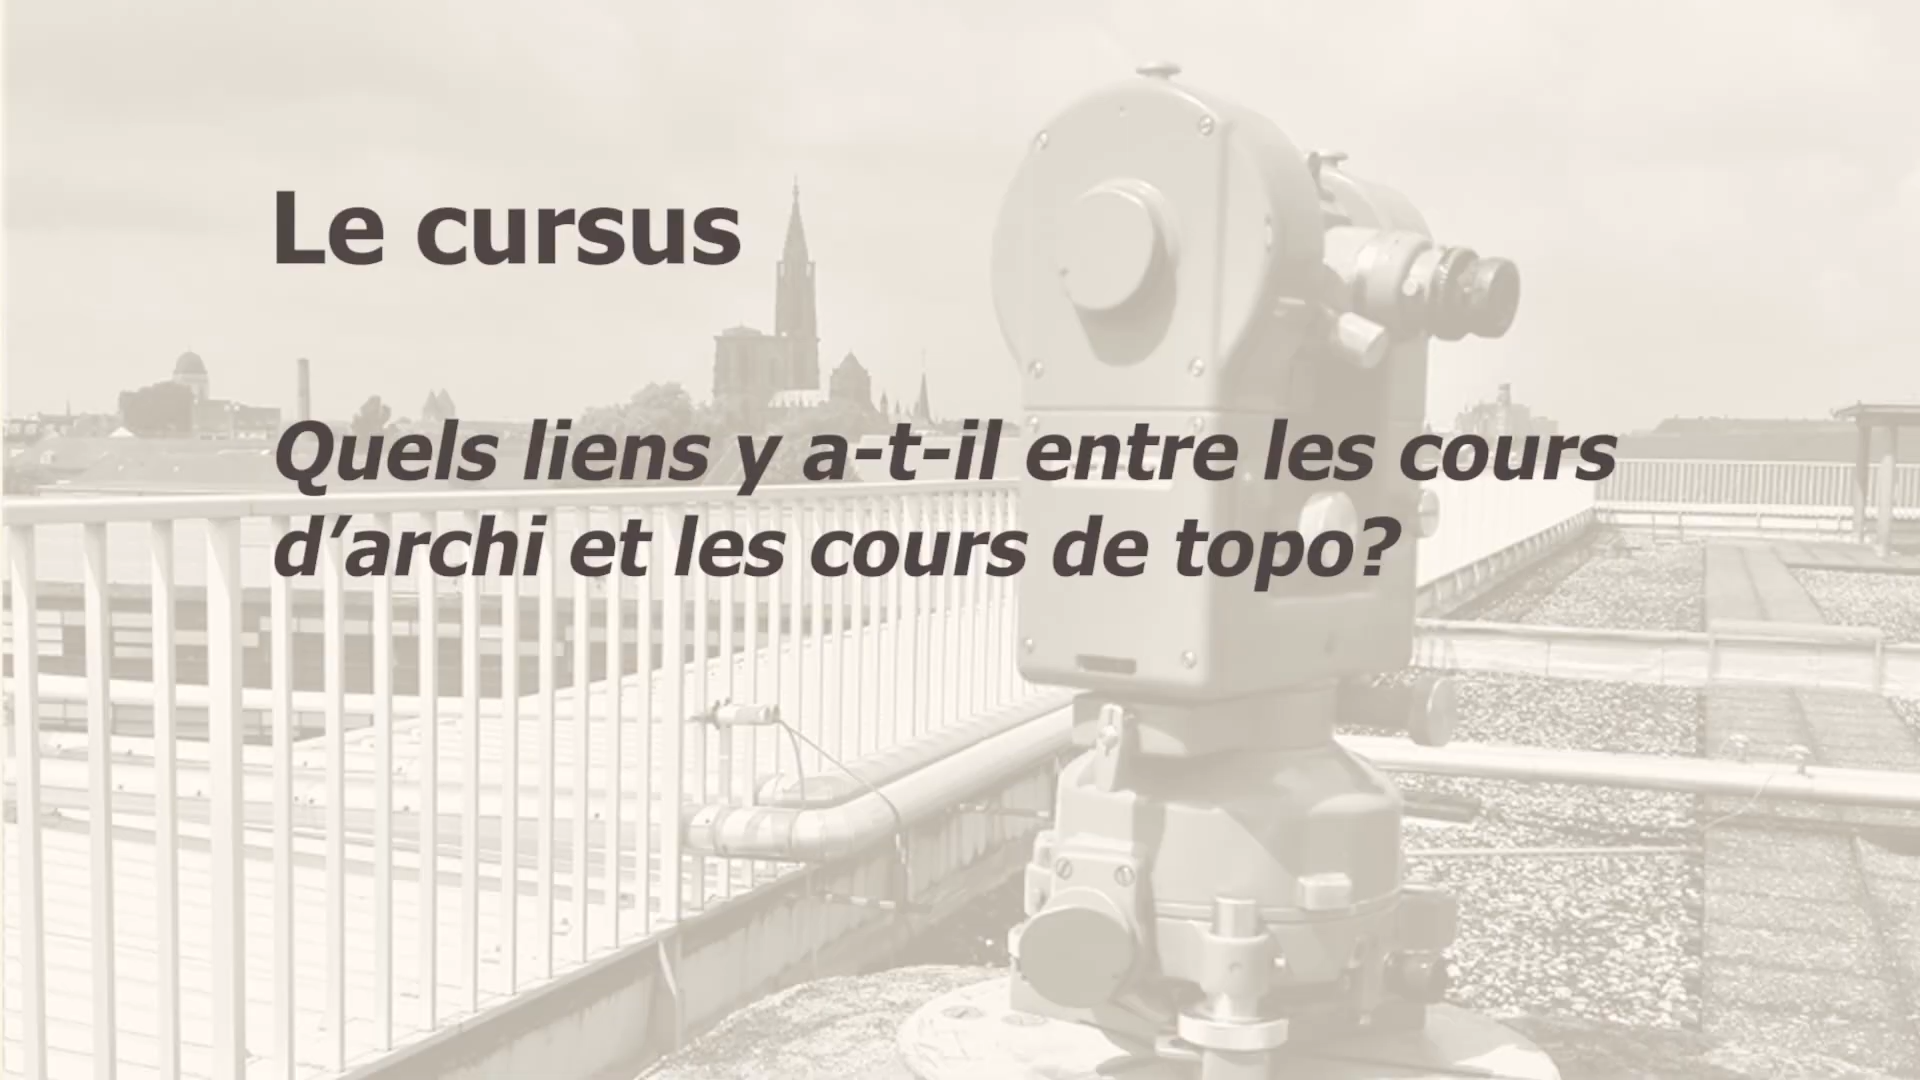 Le cursus
Quels liens y a-t-il entre les cours
d’archi et les cours de topo?